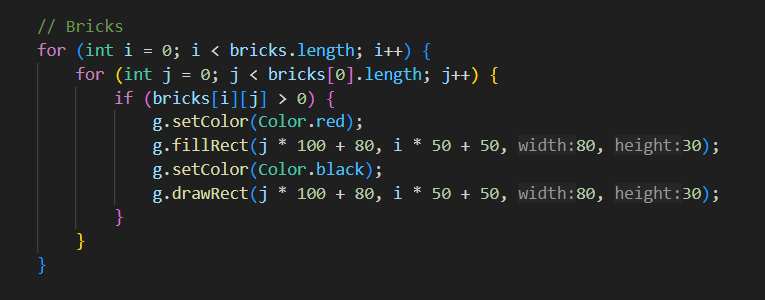 // Bricks
for (int i = 0; i < bricks.length; i++) {
for (int j = 0; j < bricks[0].length; j++) {
if (bricks[i][j] > 0) {
g.setColor(Color.red);
g.fillRect(j * 100 + 80, i * 50 + 50, width:80, height:30);
g.setColor(Color.black);
g.drawRect(j * 100 + 80, i * 50 + 50, width:80, height:30);
}
}
}